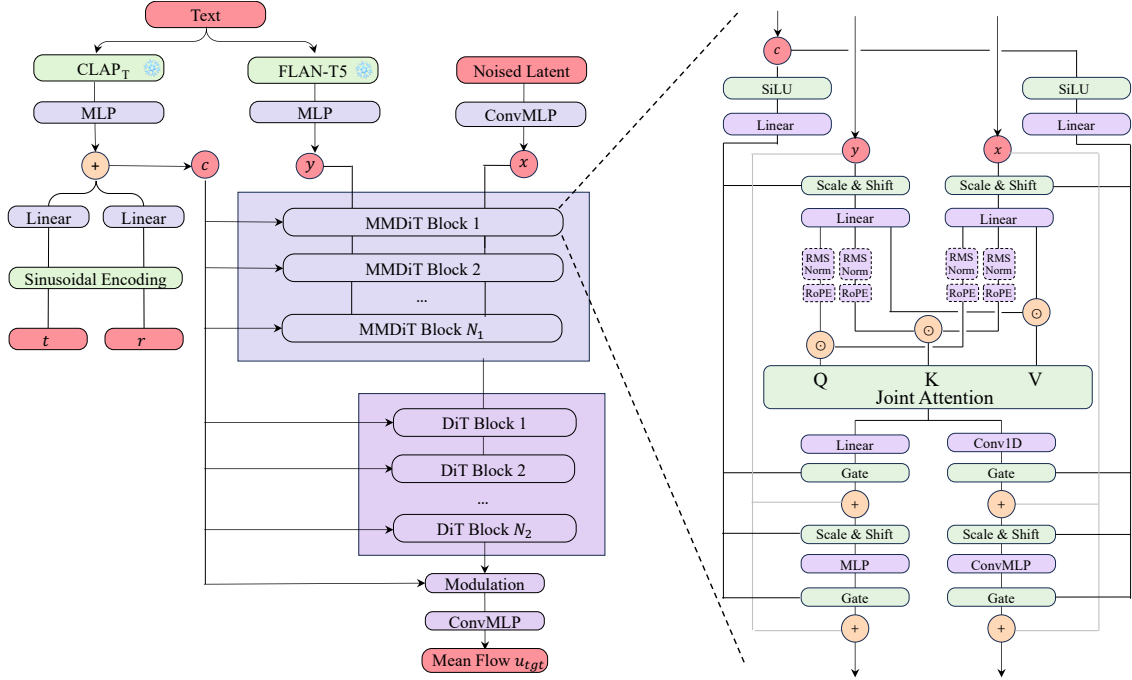 Text
CLAP_T
FLAN-T5
Noised Latent
MLP
MLP
ConvMLP
+
c
y
x
Linear
Linear
Sinusoidal Encoding
t
r
MMDiT Block 1
MMDiT Block 2
...
MMDiT Block N_1
DiT Block 1
DiT Block 2
...
DiT Block N_2
Modulation
ConvMLP
Mean Flow u_{tgt}
c
SiLU
SiLU
Linear
Linear
y
x
Scale & Shift
Scale & Shift
Linear
Linear
RMS
Norm
RMS
Norm
RMS
Norm
RMS
Norm
RoPE
RoPE
RoPE
RoPE
⊙
⊙
⊙
Q
K
V
Joint Attention
Linear
Conv1D
Gate
Gate
+
+
Scale & Shift
Scale & Shift
MLP
ConvMLP
Gate
Gate
+
+